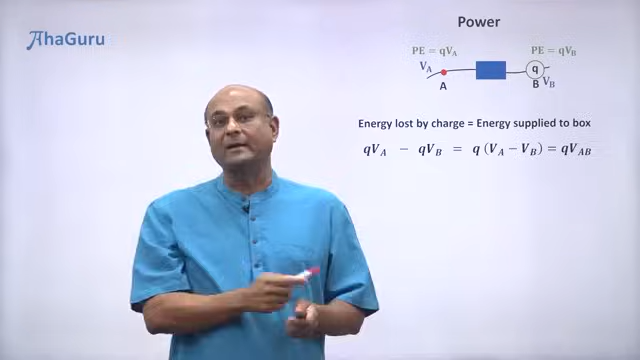 AhaGuru
Power
PE = qV_A PE = qV_B
V_A q
A B V_B
Energy lost by charge = Energy supplied to box
qV_A − qV_B = q (V_A − V_B) = qV_AB